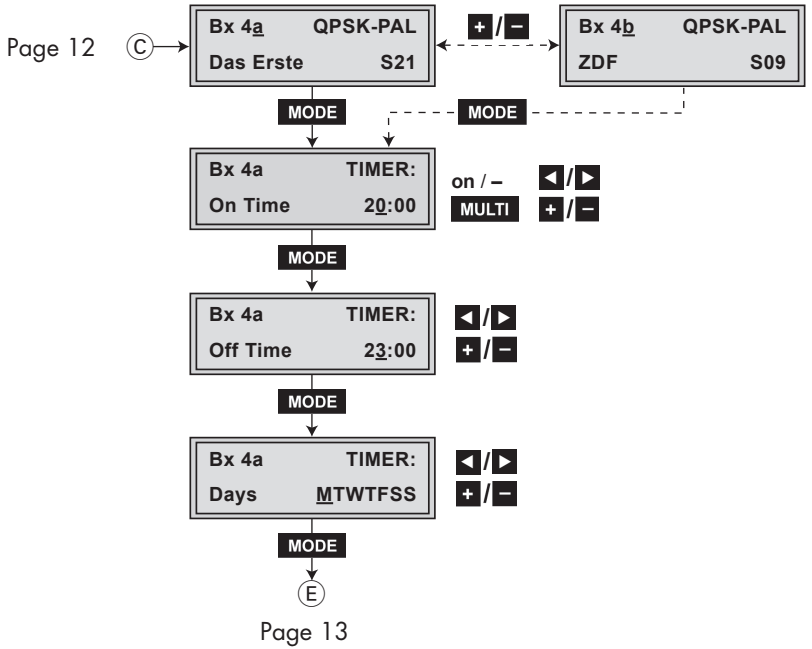 Bx 4a QPSK-PAL
Das Erste S21
+/−
Bx 4b QPSK-PAL
ZDF S09
Page 12 C
MODE
MODE
Bx 4a TIMER:
On Time 20:00
on / – ◄/►
MULTI +/−
MODE
Bx 4a TIMER:
Off Time 23:00
◄/►
+/−
MODE
Bx 4a TIMER:
Days MTWTFSS
◄/►
+/−
MODE
E
Page 13